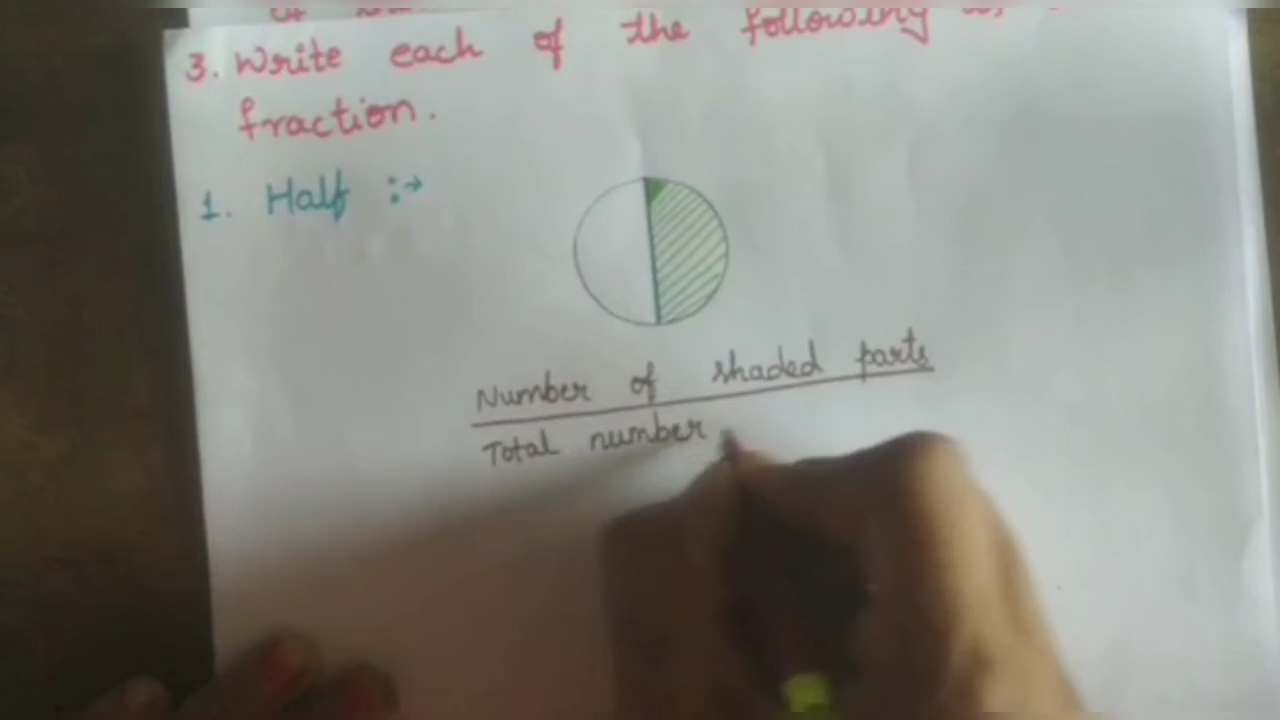 3. Write each of the following
fraction.
1. Half :→
Number of shaded parts
Total number